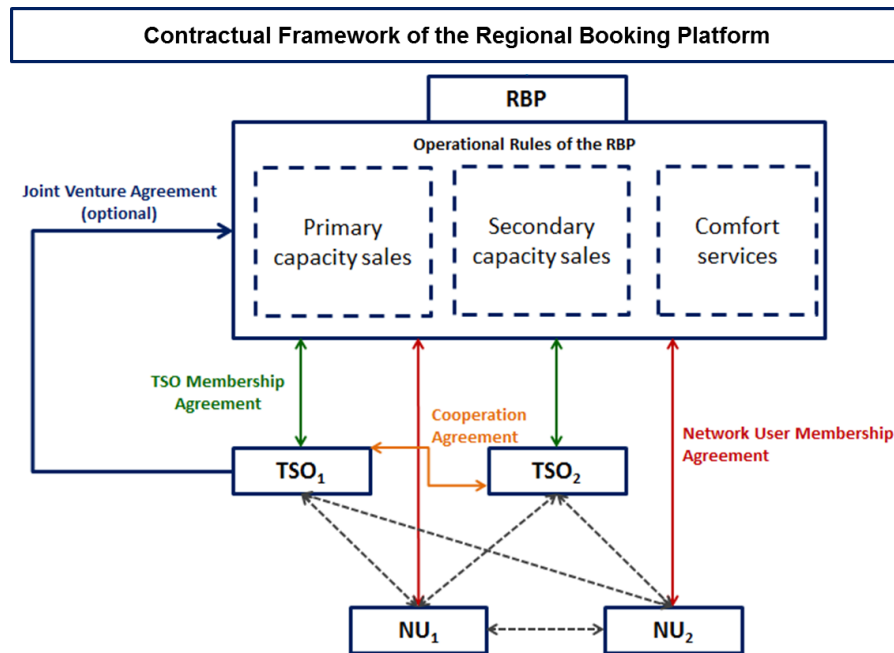 Contractual Framework of the Regional Booking Platform
RBP
Operational Rules of the RBP
Joint Venture Agreement
(optional)
Primary
capacity sales
Secondary
capacity sales
Comfort
services
TSO Membership
Agreement
Cooperation
Agreement
Network User Membership
Agreement
TSO₁
TSO₂
NU₁
NU₂